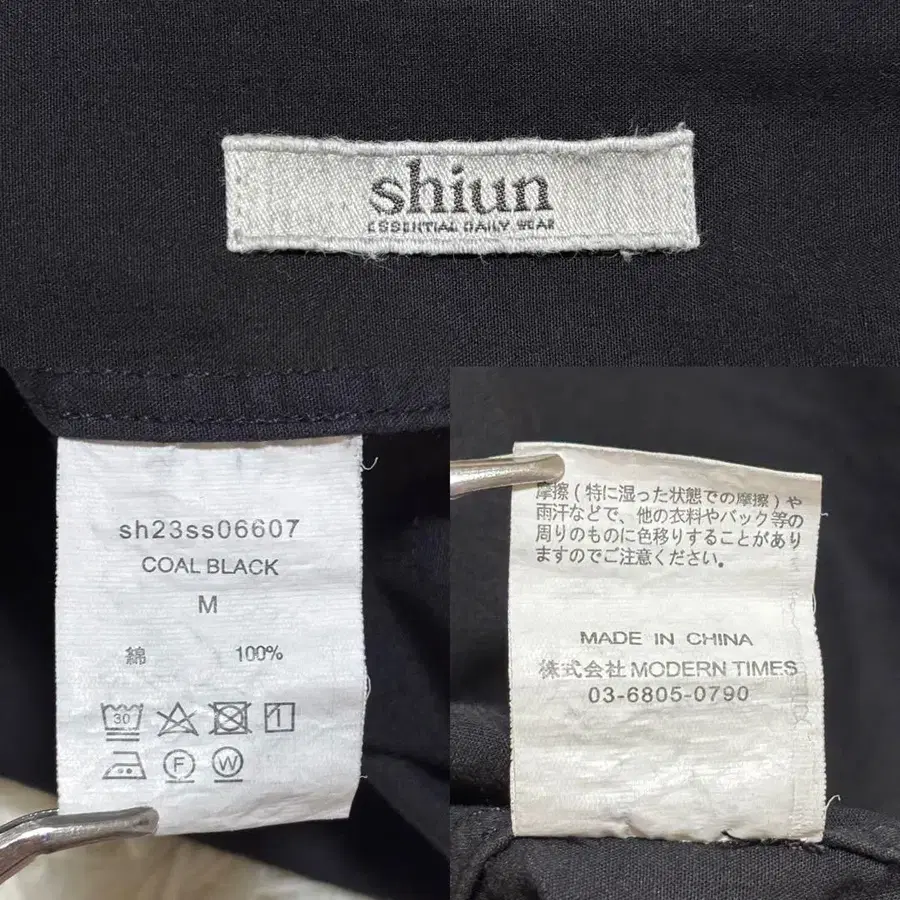 shiun
ESSENTIAL DAILY WEAR
sh23ss06607
COAL BLACK
M
綿 100%
30
F W
摩擦(特に湿った状態での摩擦)や
雨汗などで、他の衣料やバック等の
周りのものに色移りすることがあり
ますのでご注意ください。
MADE IN CHINA
株式会社 MODERN TIMES
03-6805-0790